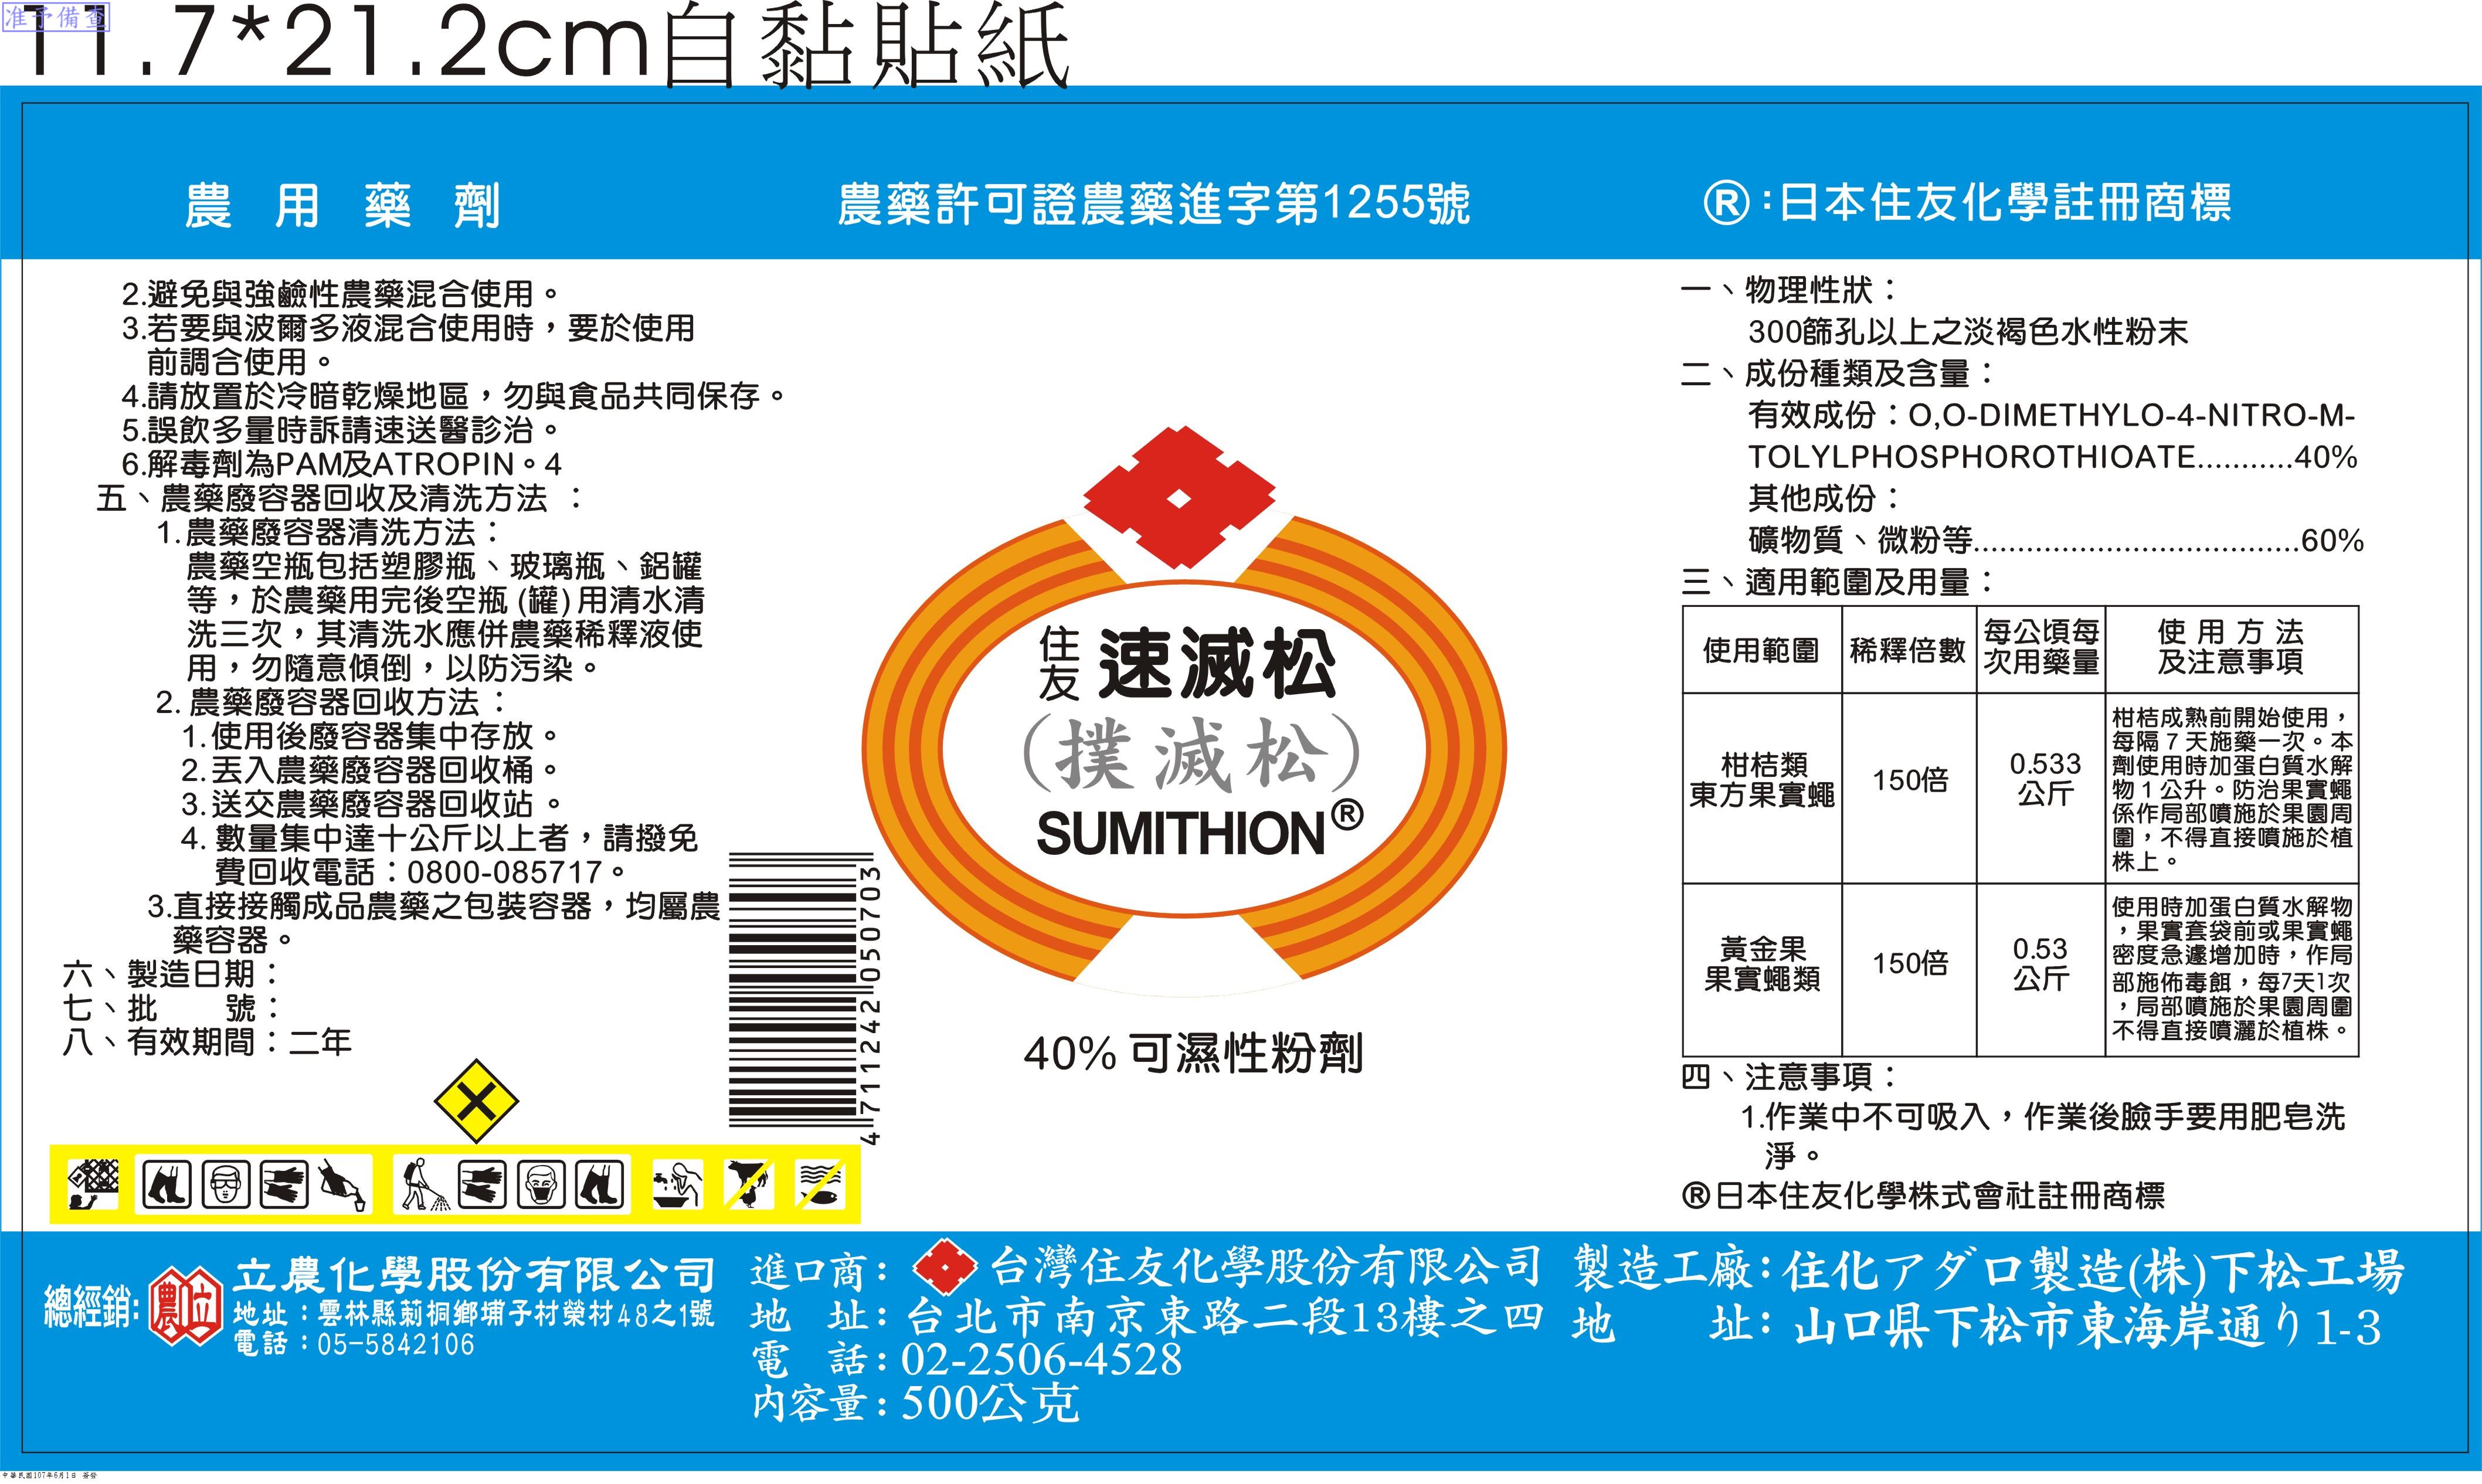 准予備查
11.7*21.2cm自黏貼紙
農用藥劑
農藥許可證農藥進字第1255號
®:日本住友化學註冊商標
2.避免與強鹼性農藥混合使用。
3.若要與波爾多液混合使用時，要於使用
前調合使用。
4.請放置於冷暗乾燥地區，勿與食品共同保存。
5.誤飲多量時訴請速送醫診治。
6.解毒劑為PAM及ATROPIN。4
五、農藥廢容器回收及清洗方法 ：
1.農藥廢容器清洗方法：
農藥空瓶包括塑膠瓶、玻璃瓶、鋁罐
等，於農藥用完後空瓶(罐)用清水清
洗三次，其清洗水應併農藥稀釋液使
用，勿隨意傾倒，以防污染。
2. 農藥廢容器回收方法：
1.使用後廢容器集中存放。
2.丟入農藥廢容器回收桶。
3.送交農藥廢容器回收站。
4. 數量集中達十公斤以上者，請撥免
費回收電話：0800-085717。
3.直接接觸成品農藥之包裝容器，均屬農
藥容器。
六、製造日期：
七、批　　號：
八、有效期間：二年
4711242050703
住友
速滅松
(撲滅松)
SUMITHION®
40% 可濕性粉劑
一、物理性狀：
300篩孔以上之淡褐色水性粉末
二、成份種類及含量：
有效成份：O,O-DIMETHYLO-4-NITRO-M-
TOLYLPHOSPHOROTHIOATE...........40%
其他成份：
礦物質、微粉等.....................................60%
三、適用範圍及用量：
使用範圍
稀釋倍數
每公頃每
次用藥量
使用方法
及注意事項
柑桔類
東方果實蠅
150倍
0.533
公斤
柑桔成熟前開始使用，
每隔7天施藥一次。本
劑使用時加蛋白質水解
物1公升。防治果實蠅
係作局部噴施於果園周
圍，不得直接噴施於植
株上。
黃金果
果實蠅類
150倍
0.53
公斤
使用時加蛋白質水解物
，果實套袋前或果實蠅
密度急遽增加時，作局
部施佈毒餌，每7天1次
，局部噴施於果園周圍
不得直接噴灑於植株。
四、注意事項：
1.作業中不可吸入，作業後臉手要用肥皂洗
淨。
®日本住友化學株式會社註冊商標
總經銷:
農立
立農化學股份有限公司
地址：雲林縣莿桐鄉埔子村榮村48之1號
電話：05-5842106
進口商: 台灣住友化學股份有限公司
地　址: 台北市南京東路二段13樓之四
電　話: 02-2506-4528
內容量: 500公克
製造工廠:住化アダロ製造(株)下松工場
地　　址: 山口県下松市東海岸通り1-3
中華民國107年6月1日 簽發